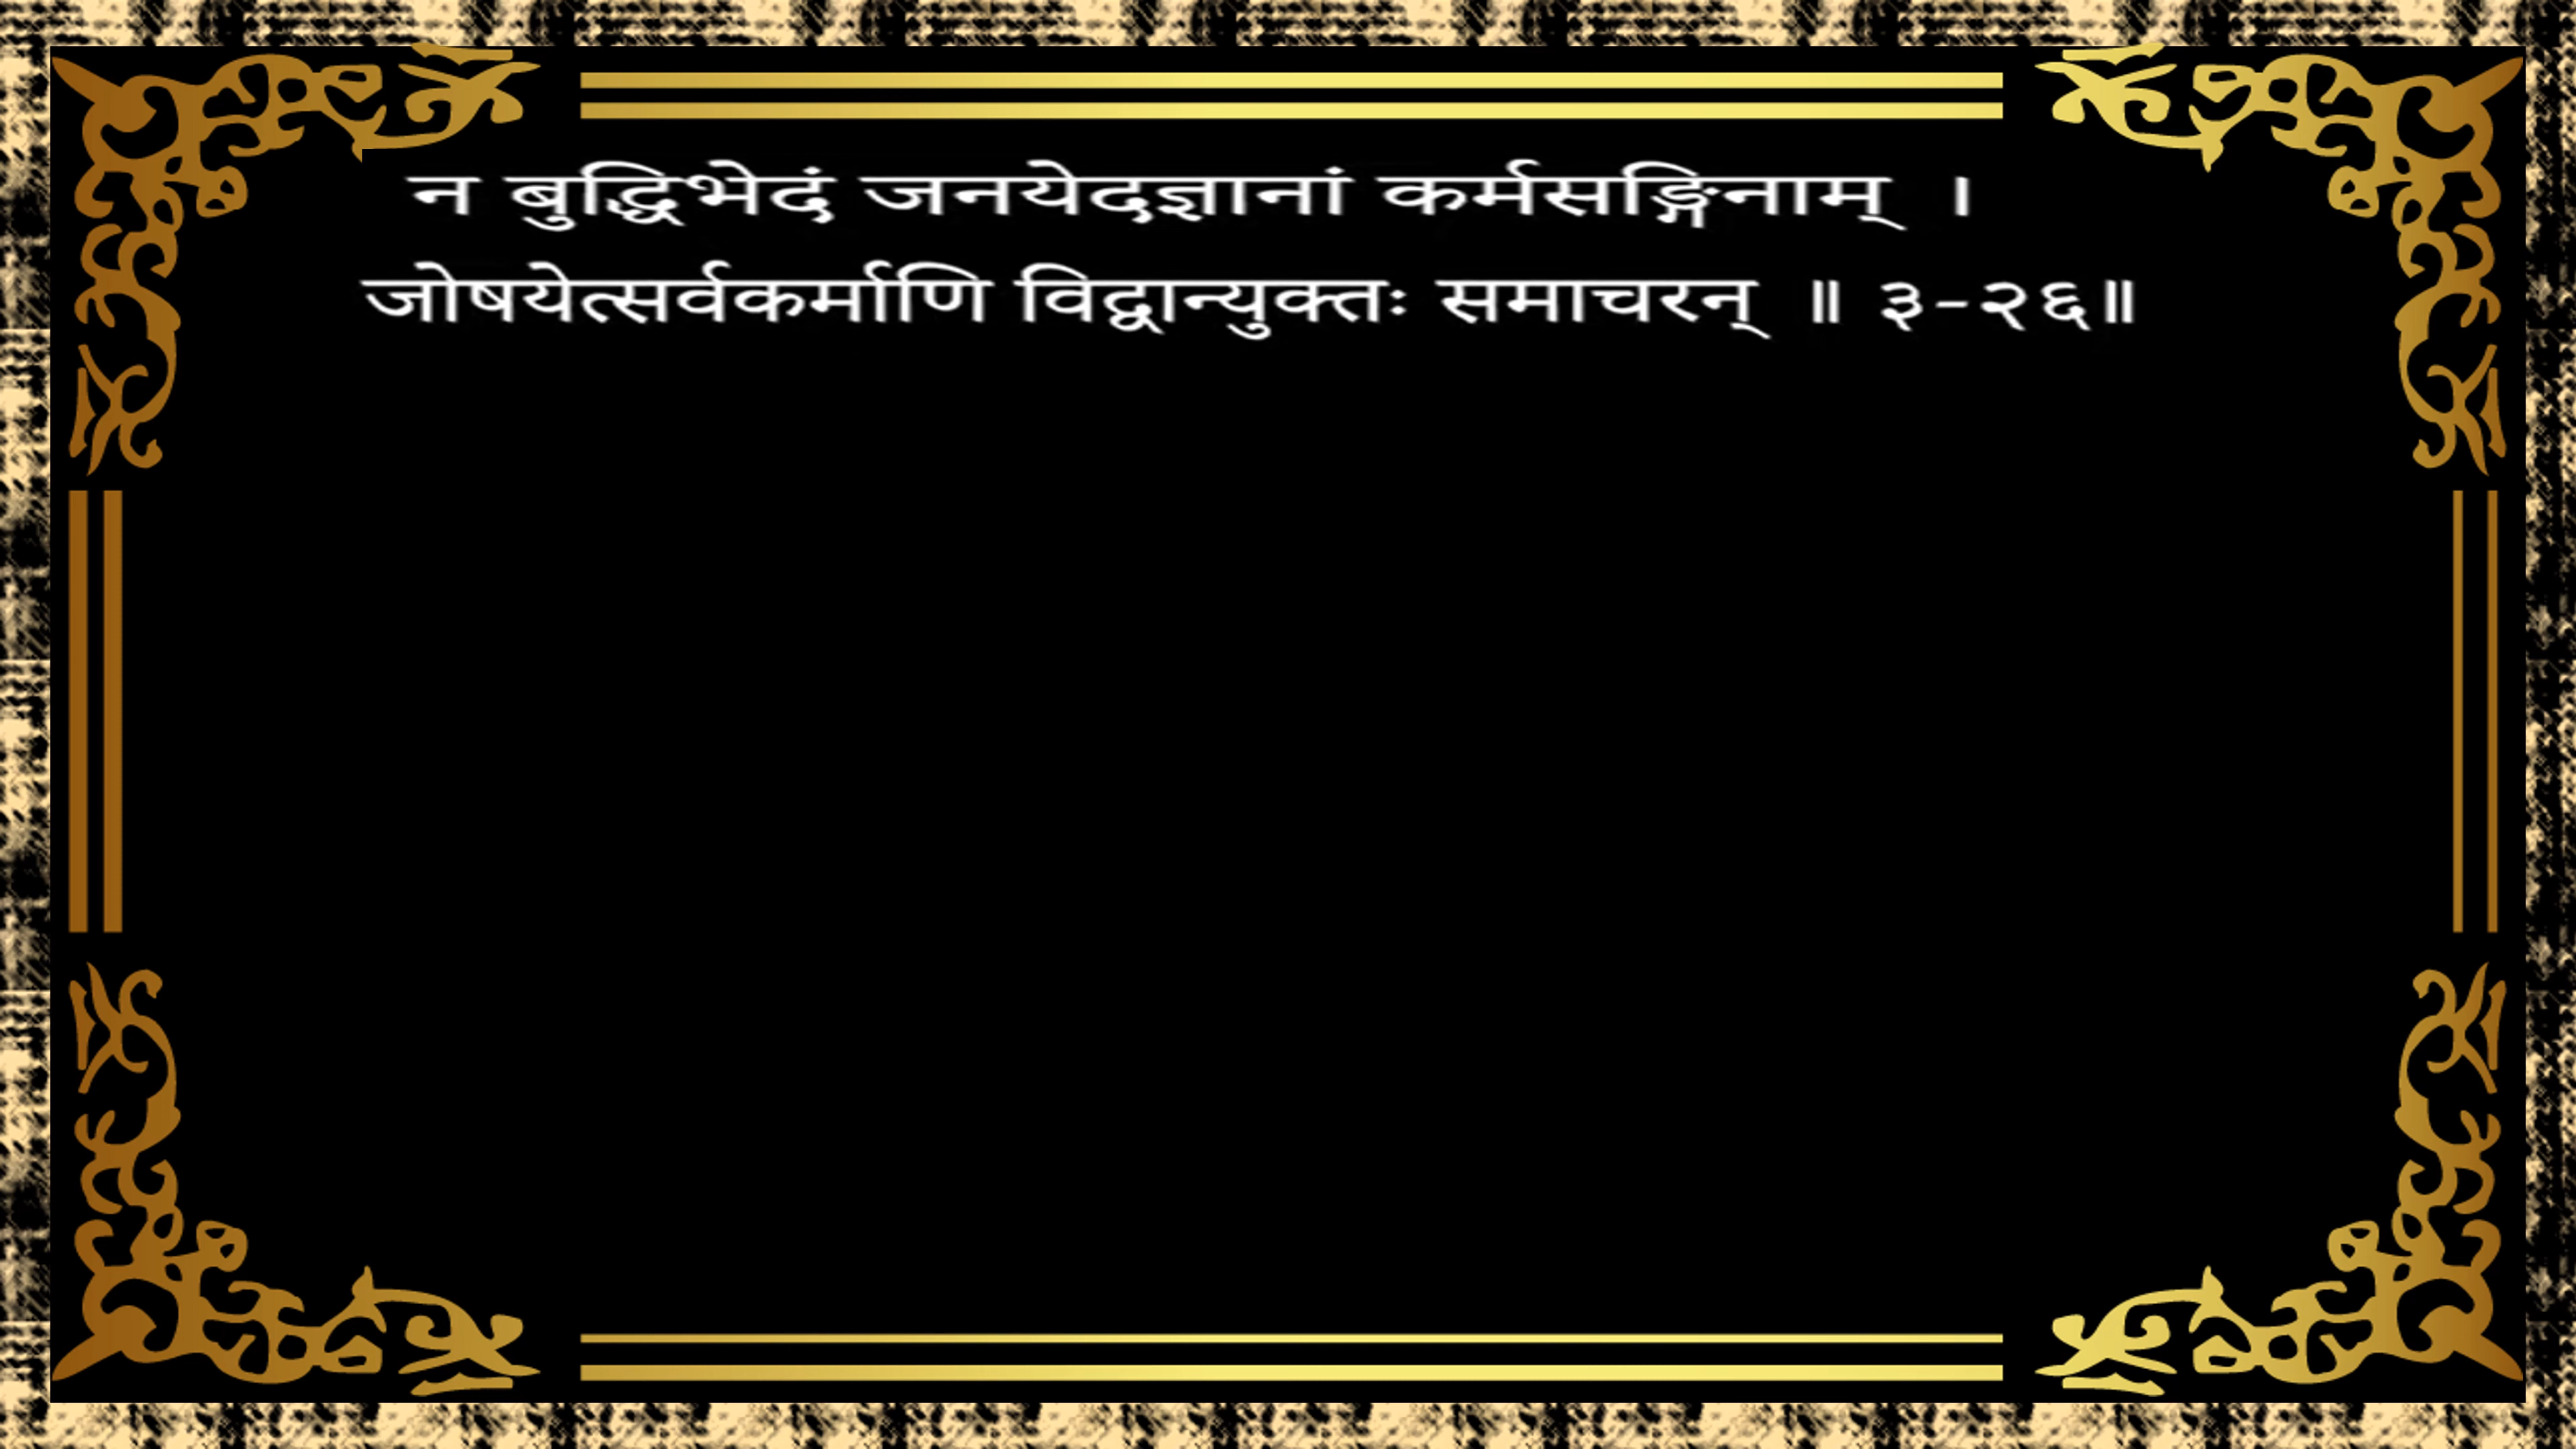 न बुद्धिभेदं जनयेदज्ञानां कर्मसङ्गिनाम् ।
जोषयेत्सर्वकर्माणि विद्वान्युक्तः समाचरन् ॥ ३-२६॥